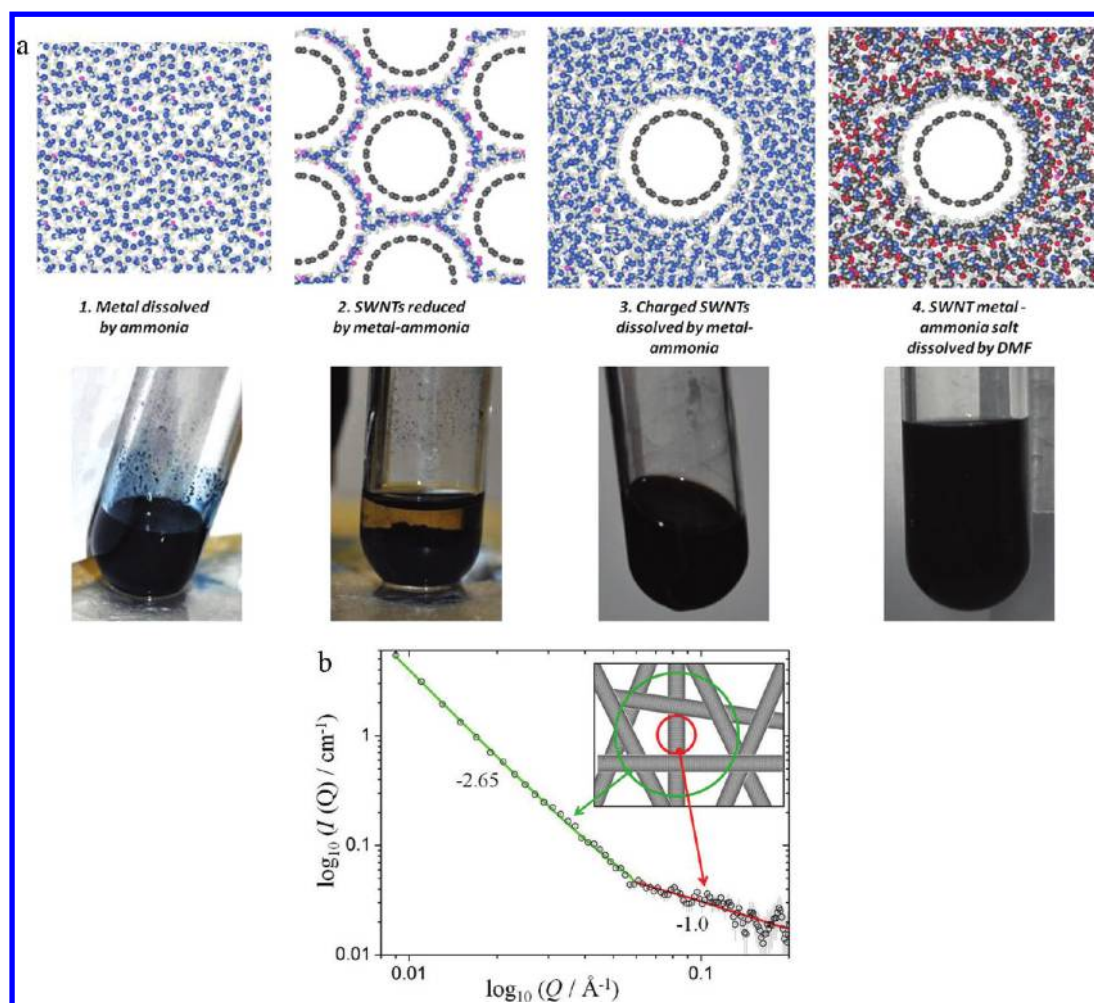 a
1. Metal dissolved
by ammonia
2. SWNTs reduced
by metal-ammonia
3. Charged SWNTs
dissolved by metal-
ammonia
4. SWNT metal -
ammonia salt
dissolved by DMF
b
log₁₀ (I (Q) / cm⁻¹)
1
0.1
0.01
-2.65
-1.0
0.01
0.1
log₁₀ (Q / Å⁻¹)